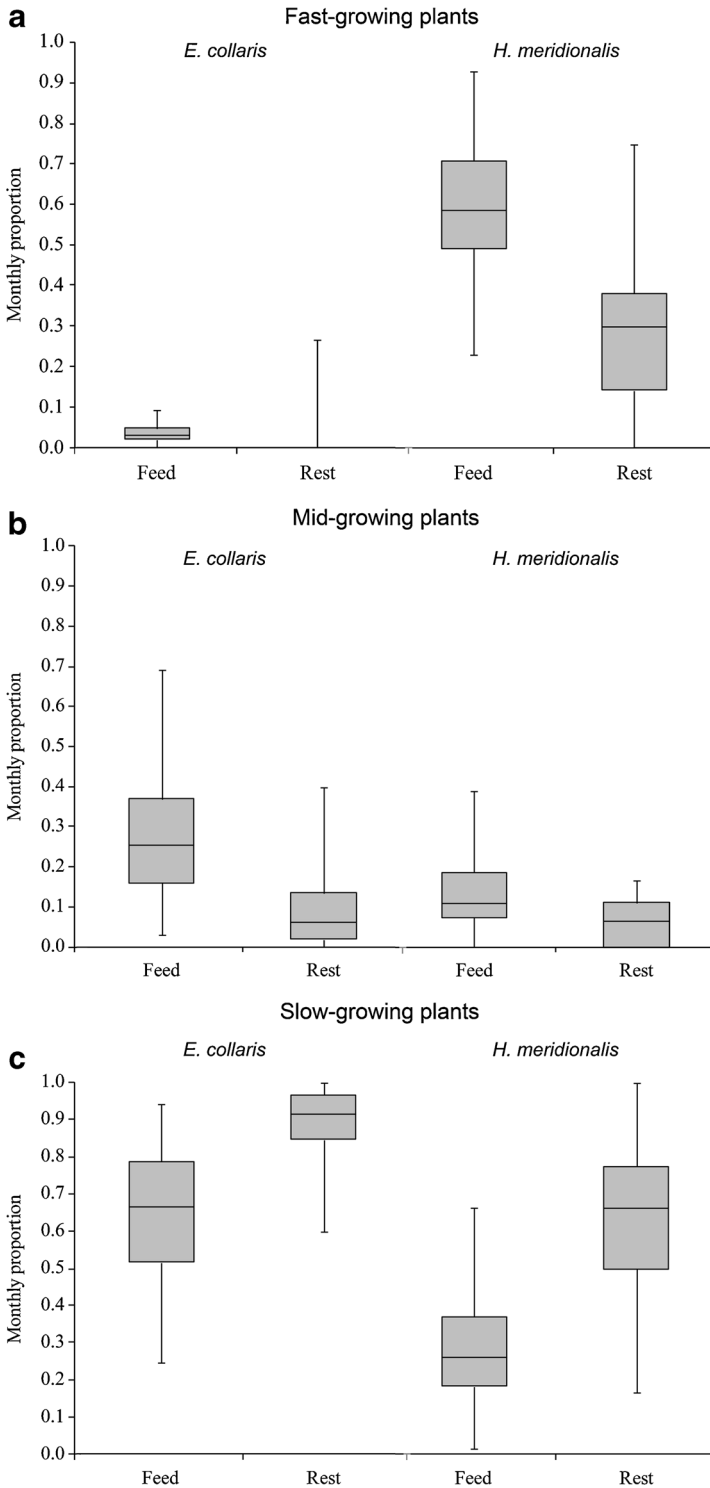 a
Fast-growing plants
E. collaris H. meridionalis
Monthly proportion
1.0
0.9
0.8
0.7
0.6
0.5
0.4
0.3
0.2
0.1
0.0
Feed Rest Feed Rest
b
Mid-growing plants
E. collaris H. meridionalis
Monthly proportion
1.0
0.9
0.8
0.7
0.6
0.5
0.4
0.3
0.2
0.1
0.0
Feed Rest Feed Rest
c
Slow-growing plants
E. collaris H. meridionalis
Monthly proportion
1.0
0.9
0.8
0.7
0.6
0.5
0.4
0.3
0.2
0.1
0.0
Feed Rest Feed Rest